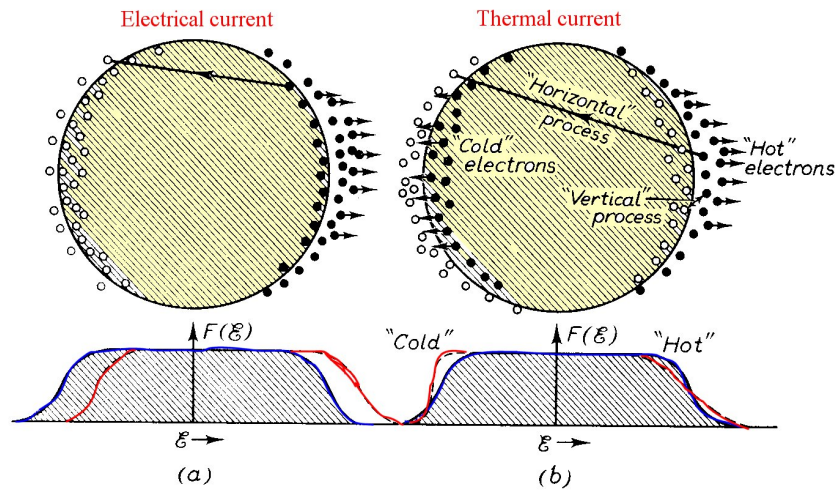 Electrical current
Thermal current
"Horizontal"
process
"Cold"
electrons
"Hot"
electrons
"Vertical"
process
F(ℰ)
"Cold"
F(ℰ)
"Hot"
ℰ→
ℰ→
(a)
(b)